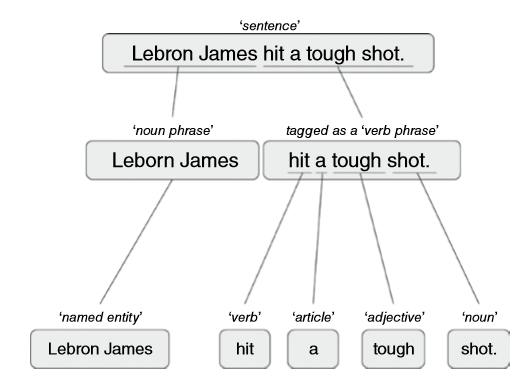 ‘sentence’
Lebron James hit a tough shot.
‘noun phrase’ tagged as a ‘verb phrase’
Leborn James hit a tough shot.
‘named entity’ ‘verb’ ‘article’ ‘adjective’ ‘noun’
Lebron James hit a tough shot.